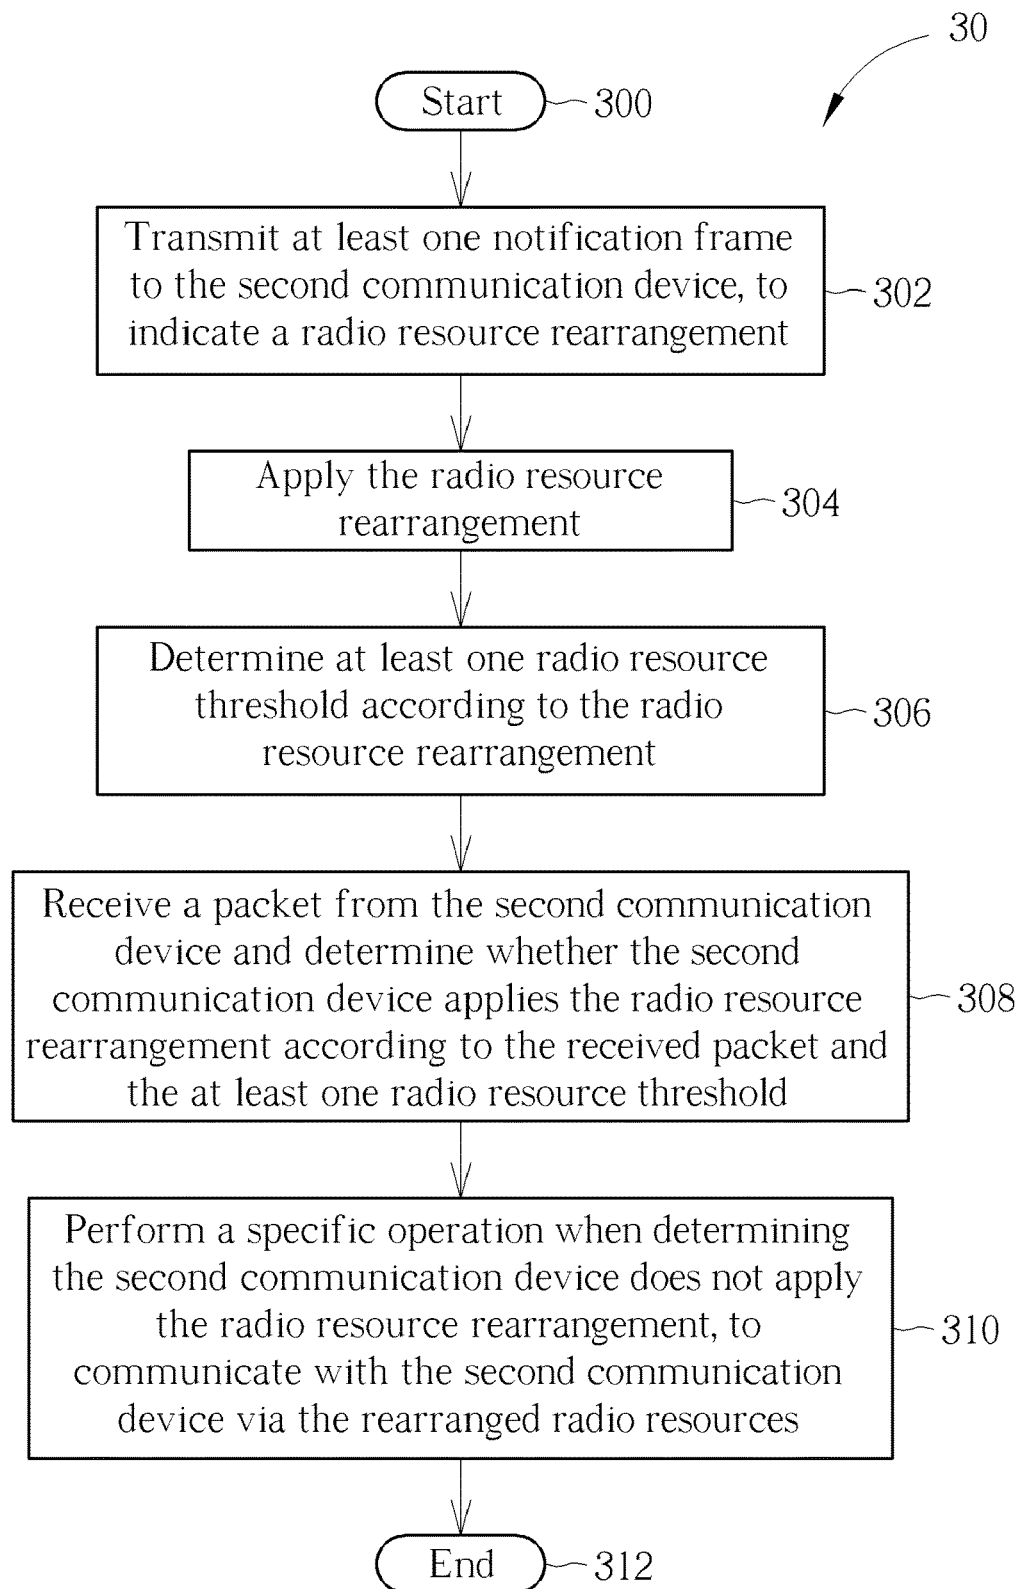 30
Start
300
Transmit at least one notification frame
to the second communication device, to
indicate a radio resource rearrangement
302
Apply the radio resource
rearrangement
304
Determine at least one radio resource
threshold according to the radio
resource rearrangement
306
Receive a packet from the second communication
device and determine whether the second
communication device applies the radio resource
rearrangement according to the received packet and
the at least one radio resource threshold
308
Perform a specific operation when determining
the second communication device does not apply
the radio resource rearrangement, to
communicate with the second communication
device via the rearranged radio resources
310
End
312